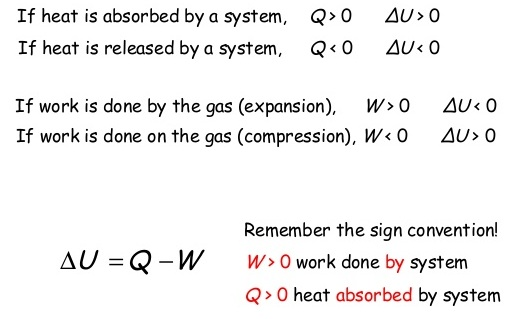 If heat is absorbed by a system, Q > 0 ΔU > 0
If heat is released by a system, Q < 0 ΔU < 0
If work is done by the gas (expansion), W > 0 ΔU < 0
If work is done on the gas (compression), W < 0 ΔU > 0
ΔU = Q − W
Remember the sign convention!
W > 0 work done by system
Q > 0 heat absorbed by system